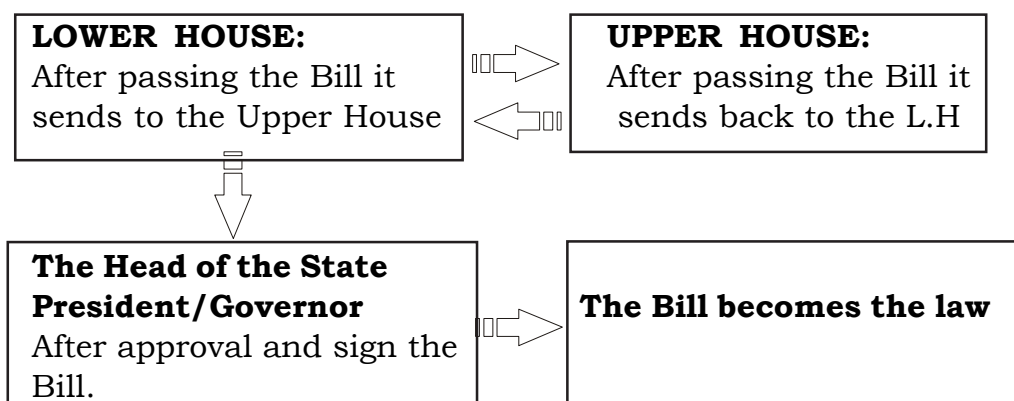 LOWER HOUSE:
After passing the Bill it
sends to the Upper House
UPPER HOUSE:
After passing the Bill it
sends back to the L.H
The Head of the State
President/Governor
After approval and sign the
Bill.
The Bill becomes the law